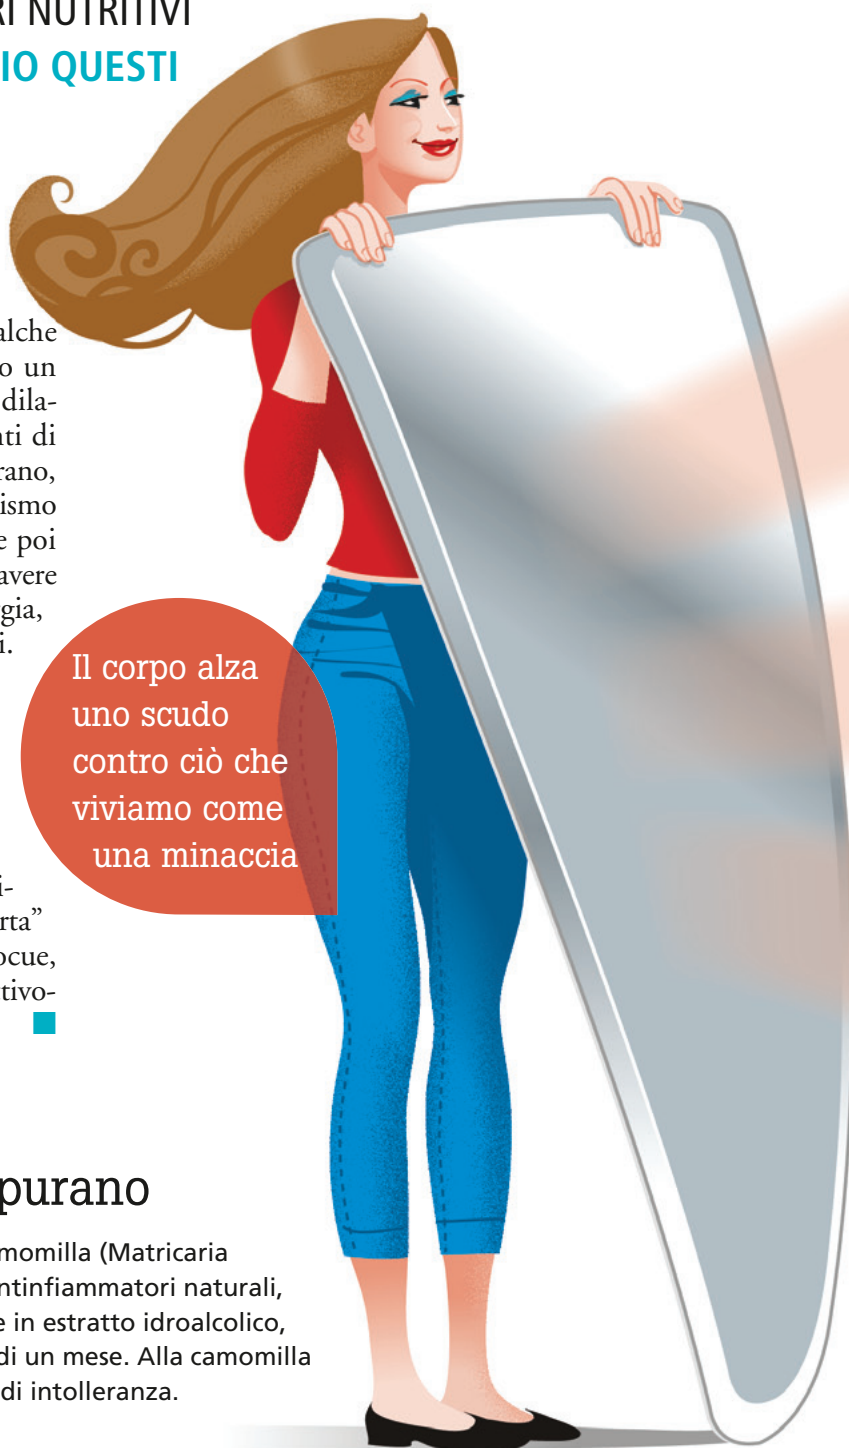 RI NUTRITIVI
IO QUESTI
alche
o un
dila-
nti di
rano,
ismo
e poi
avere
gia,
i.
Il corpo alza
uno scudo
contro ciò che
viviamo come
una minaccia
i-
rta”
ocue,
ttivo-
purano
momilla (Matricaria
ntinfiammatori naturali,
e in estratto idroalcolico,
di un mese. Alla camomilla
di intolleranza.